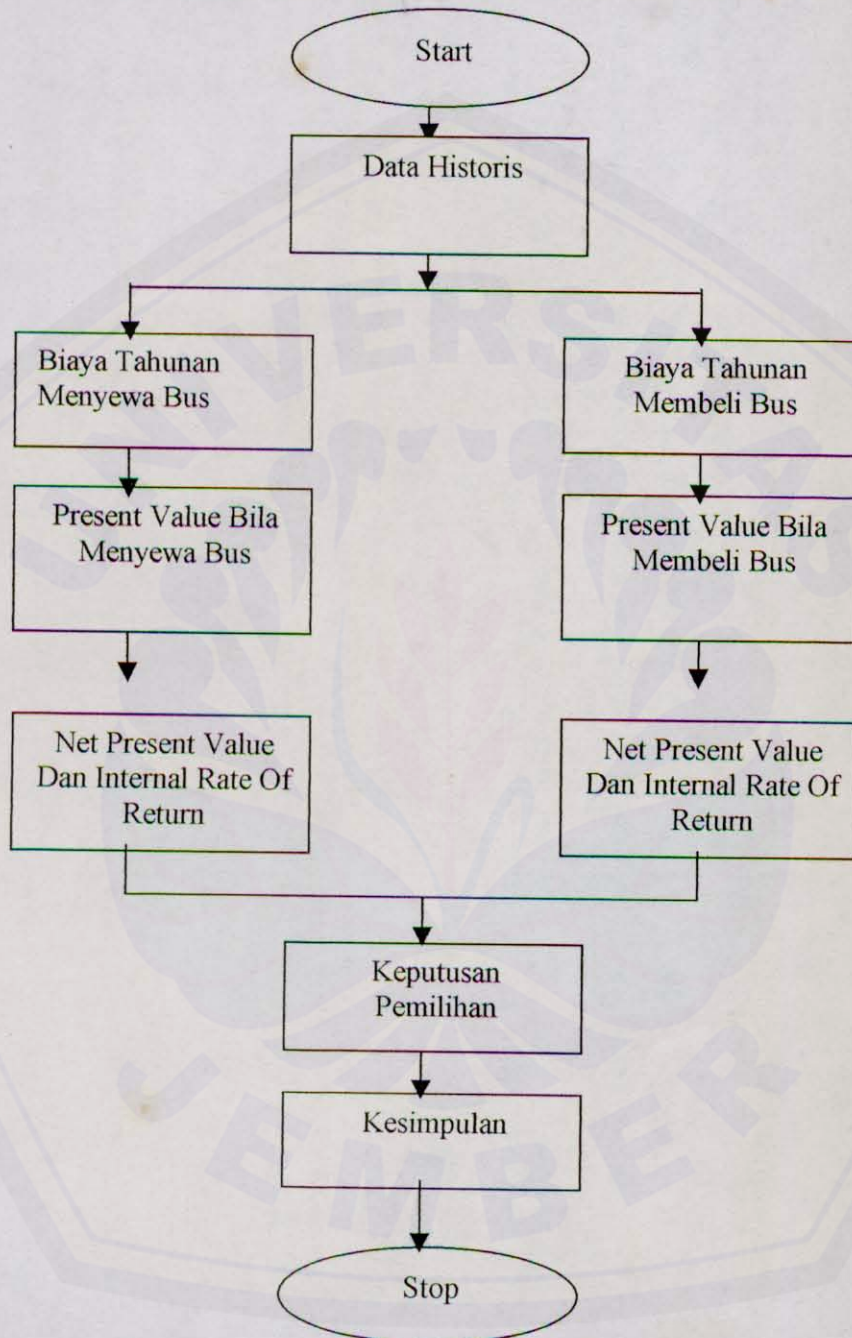 Start
Data Historis
Biaya Tahunan
Menyewa Bus
Biaya Tahunan
Membeli Bus
Present Value Bila
Menyewa Bus
Present Value Bila
Membeli Bus
Net Present Value
Dan Internal Rate Of
Return
Net Present Value
Dan Internal Rate Of
Return
Keputusan
Pemilihan
Kesimpulan
Stop
UNIVERSITAS
JEMBER